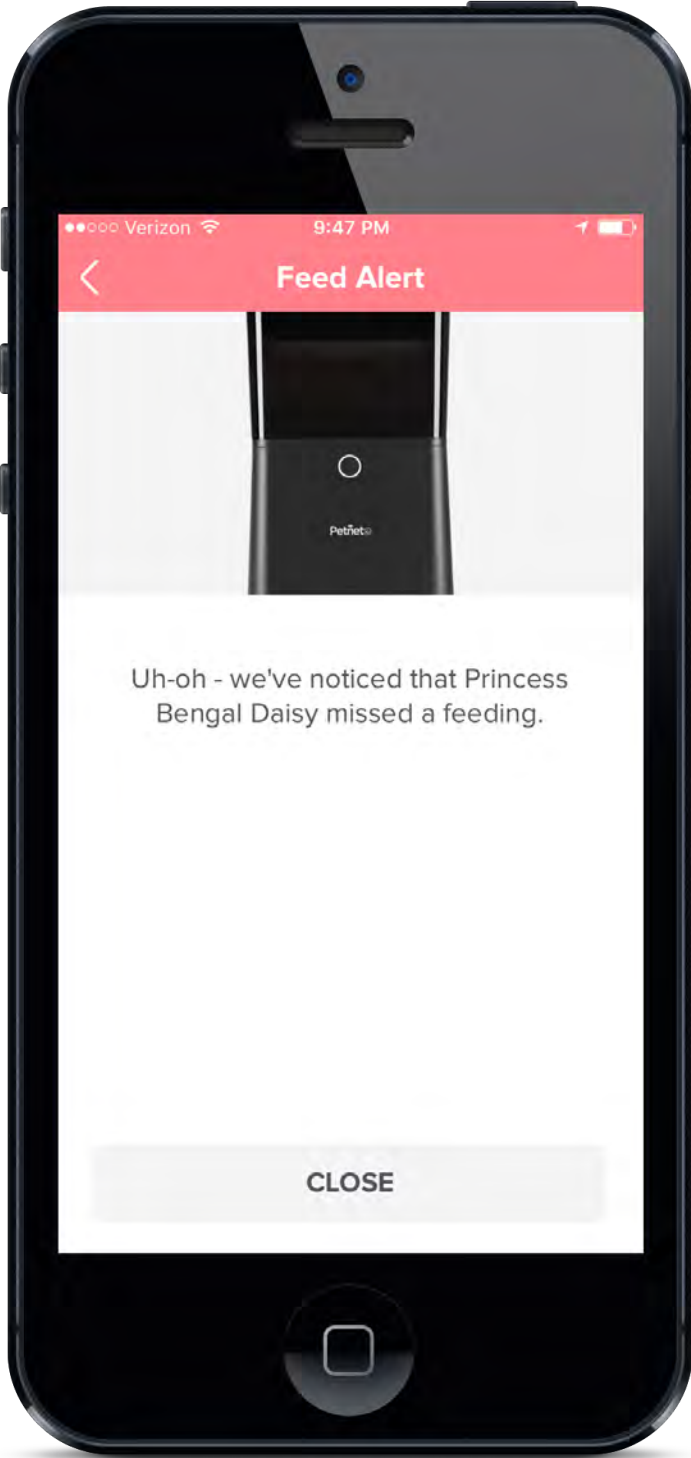 Verizon
9:47 PM
Feed Alert
Petnet
Uh-oh - we've noticed that Princess
Bengal Daisy missed a feeding.
CLOSE